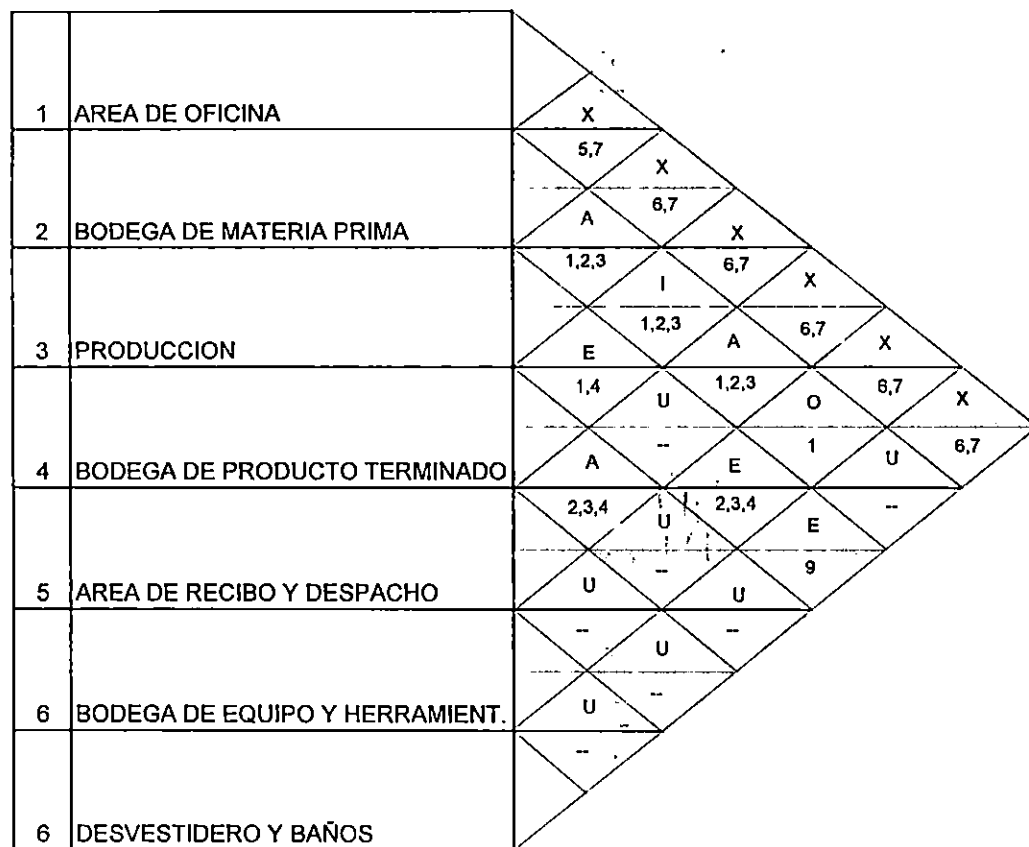 X
1 AREA DE OFICINA
5,7
X
A
6,7
X
2 BODEGA DE MATERIA PRIMA
1,2,3
6,7
I
X
1,2,3
6,7
A
X
3 PRODUCCION
E
1,4
1,2,3
6,7
U
O
X
--
1
6,7
U
4 BODEGA DE PRODUCTO TERMINADO
A
E
2,3,4
2,3,4
--
U
E
--
9
5 AREA DE RECIBO Y DESPACHO
U
U
--
--
U
--
6 BODEGA DE EQUIPO Y HERRAMIENT.
U
--
6 DESVESTIDERO Y BAÑOS